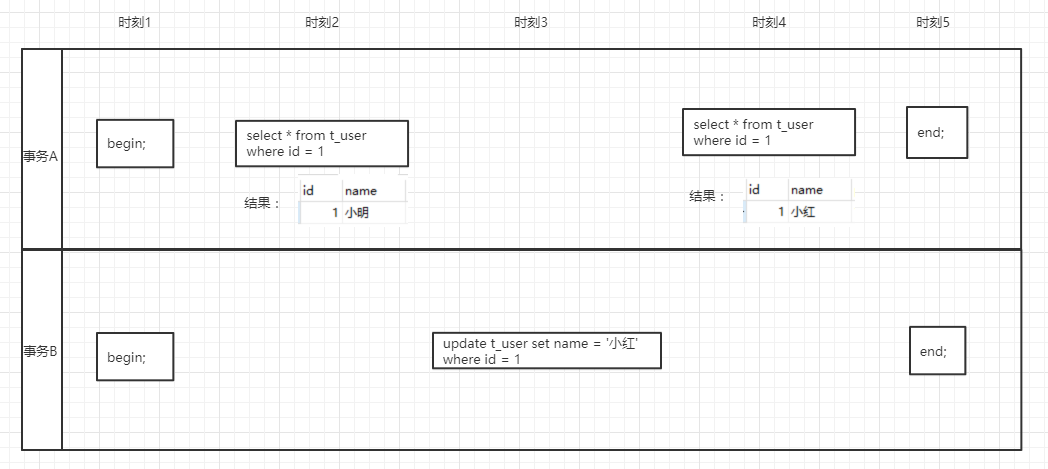 时刻1 时刻2 时刻3 时刻4 时刻5
事务A
begin;
select * from t_user
where id = 1
结果：
id name
1 小明
select * from t_user
where id = 1
结果：
id name
1 小红
end;
事务B
begin;
update t_user set name = '小红'
where id = 1
end;